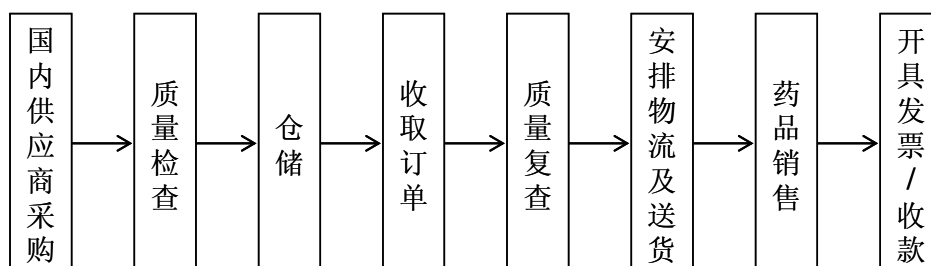 国内供应商采购
质量检查
仓储
收取订单
质量复查
安排物流及送货
药品销售
开具发票/收款